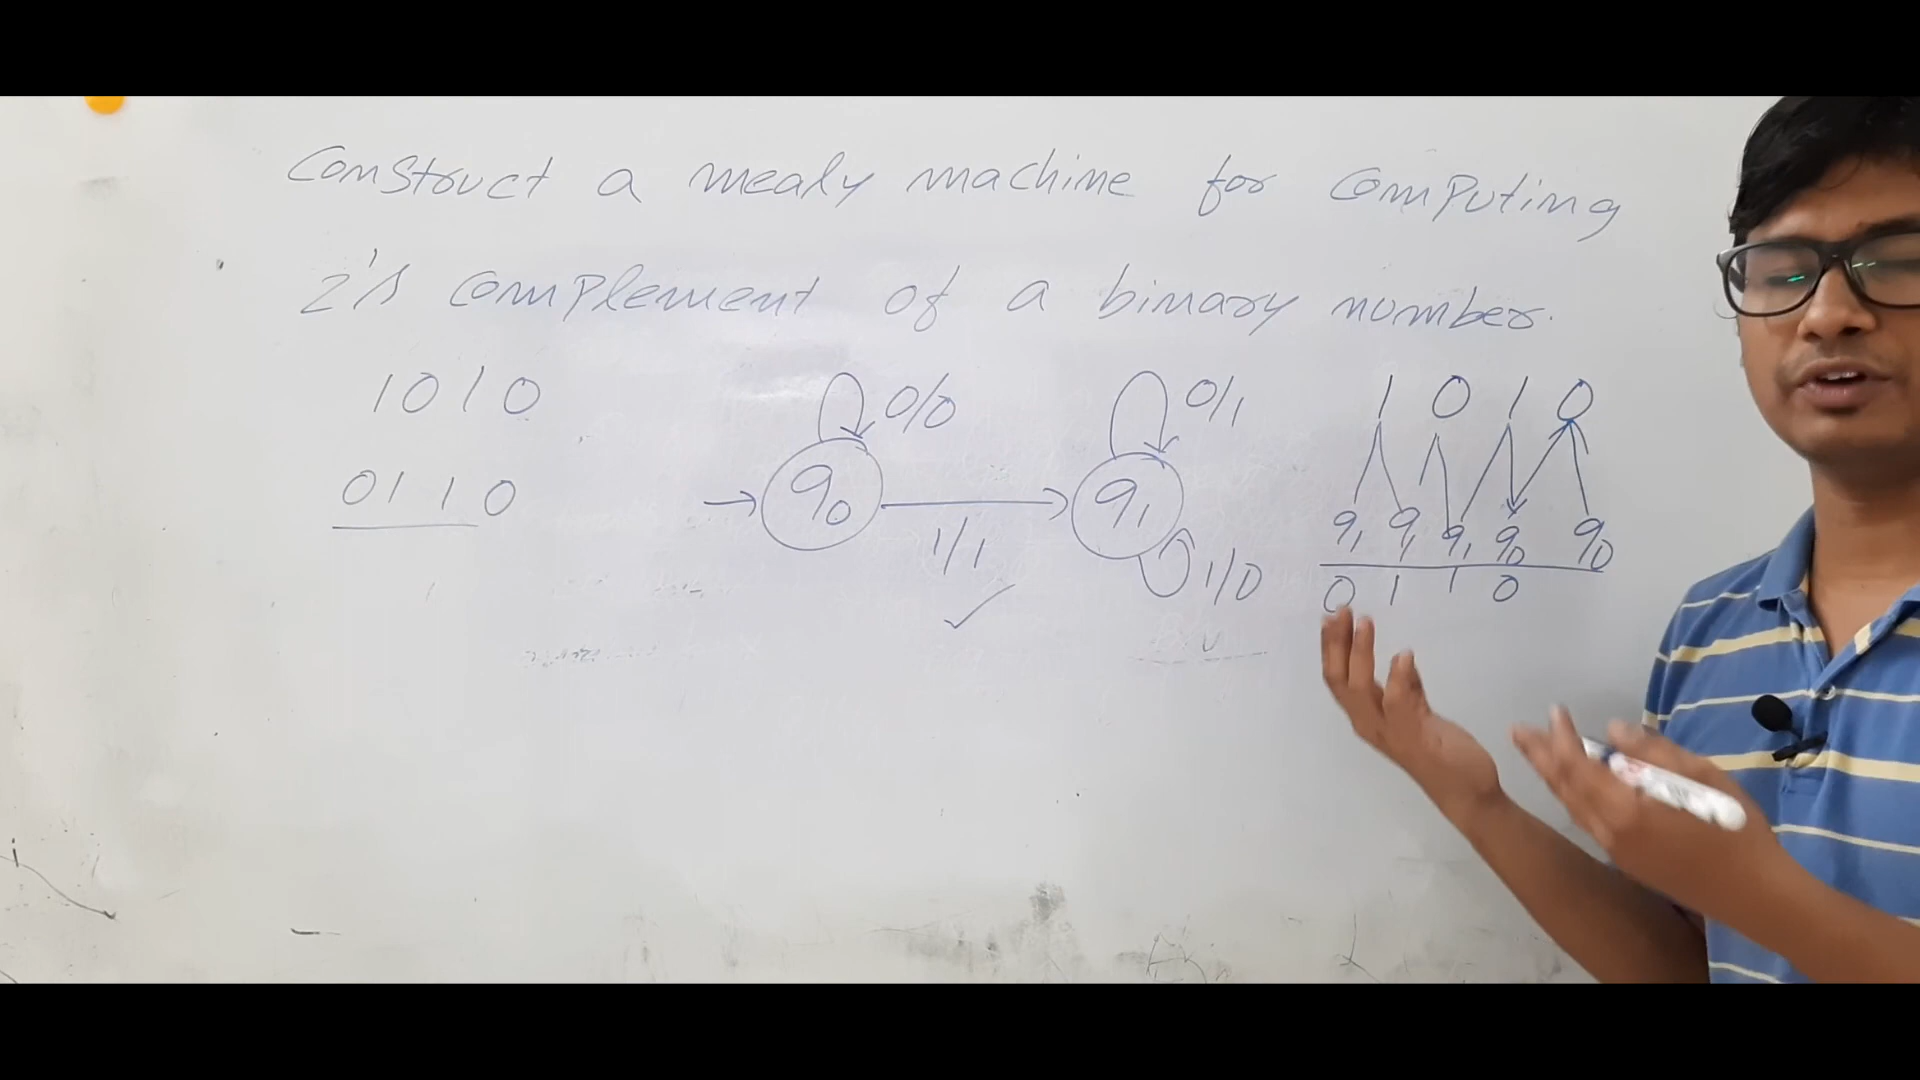 Construct a mealy machine for computing
2's complement of a binary number.
1 0 1 0
0 1 1 0
0/0
0/1
q0
q1
1/1
1/0
1 0 1 0
q1 q1 q1 q0 q0
0 1 1 0